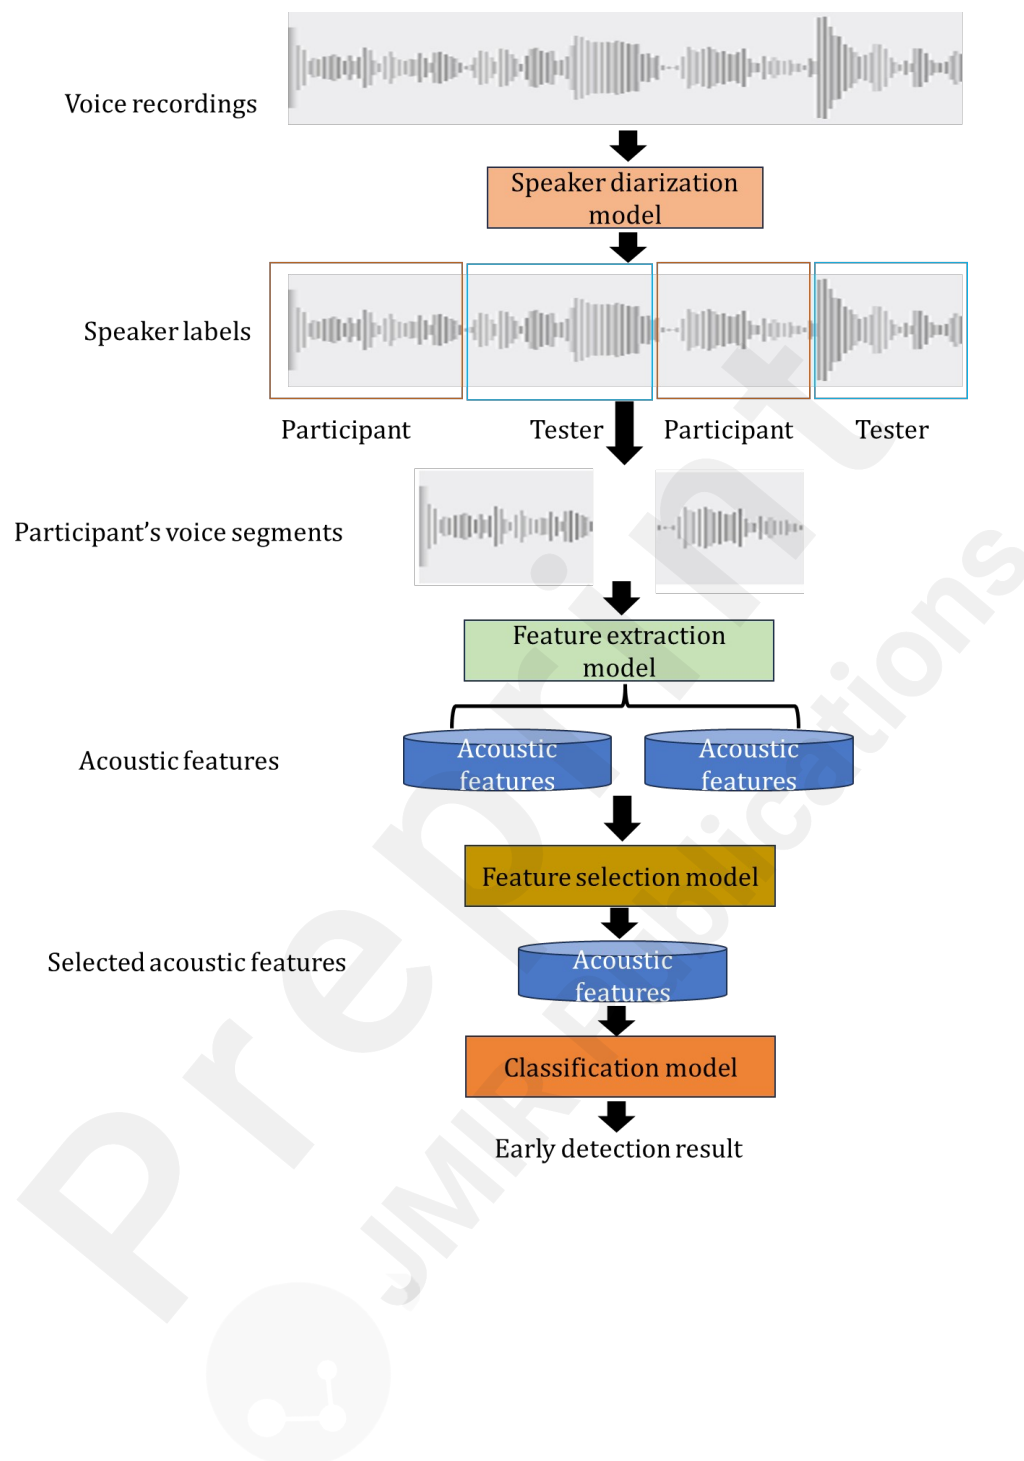 Voice recordings
Speaker diarization
model
Speaker labels
Participant
Tester
Participant
Tester
Participant’s voice segments
Feature extraction
model
Acoustic features
Acoustic
features
Acoustic
features
Feature selection model
Selected acoustic features
Acoustic
features
Classification model
Early detection result
Preprint
JMIR Publications